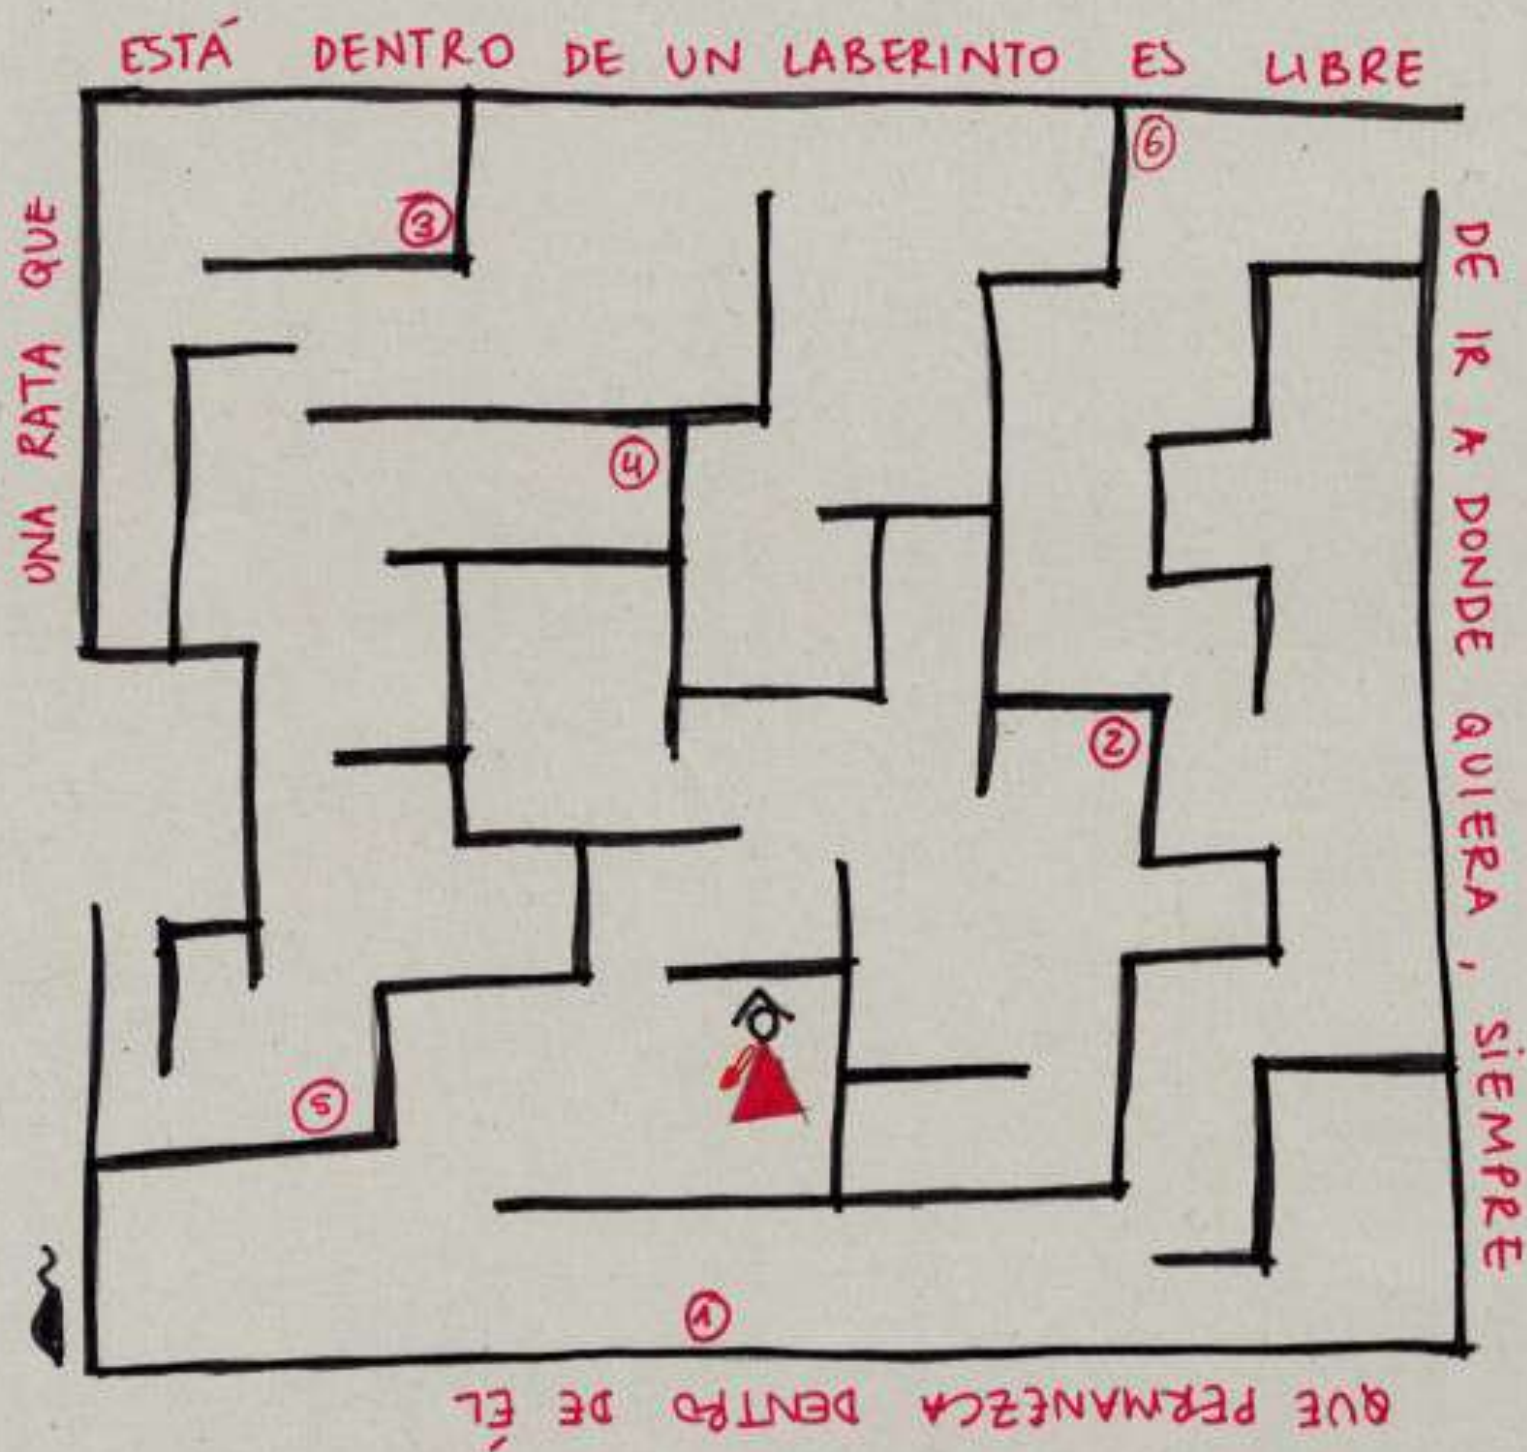 UNA RATA QUE
ESTÁ DENTRO DE UN LABERINTO ES LIBRE
DE IR A DONDE QUIERA, SIEMPRE
QUE PERMANEZCA DENTRO DE ÉL
6
3
4
2
5
1